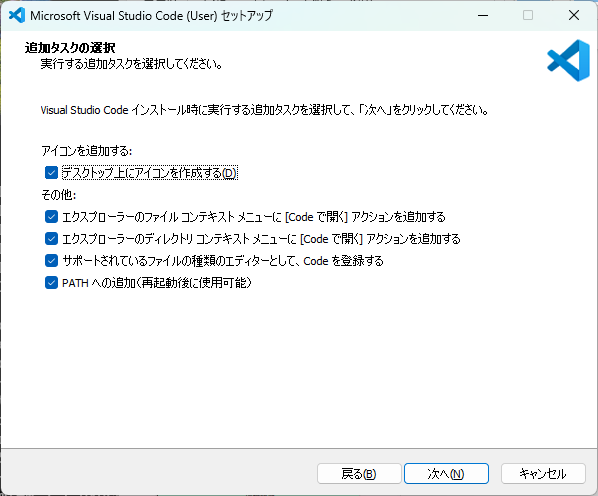 Microsoft Visual Studio Code (User) セットアップ
追加タスクの選択
実行する追加タスクを選択してください。
Visual Studio Code インストール時に実行する追加タスクを選択して、「次へ」をクリックしてください。
アイコンを追加する:
デスクトップ上にアイコンを作成する(D)
その他:
エクスプローラーのファイル コンテキスト メニューに [Code で開く] アクションを追加する
エクスプローラーのディレクトリ コンテキスト メニューに [Code で開く] アクションを追加する
サポートされているファイルの種類のエディターとして、Code を登録する
PATH への追加（再起動後に使用可能）
戻る(B) 次へ(N) キャンセル